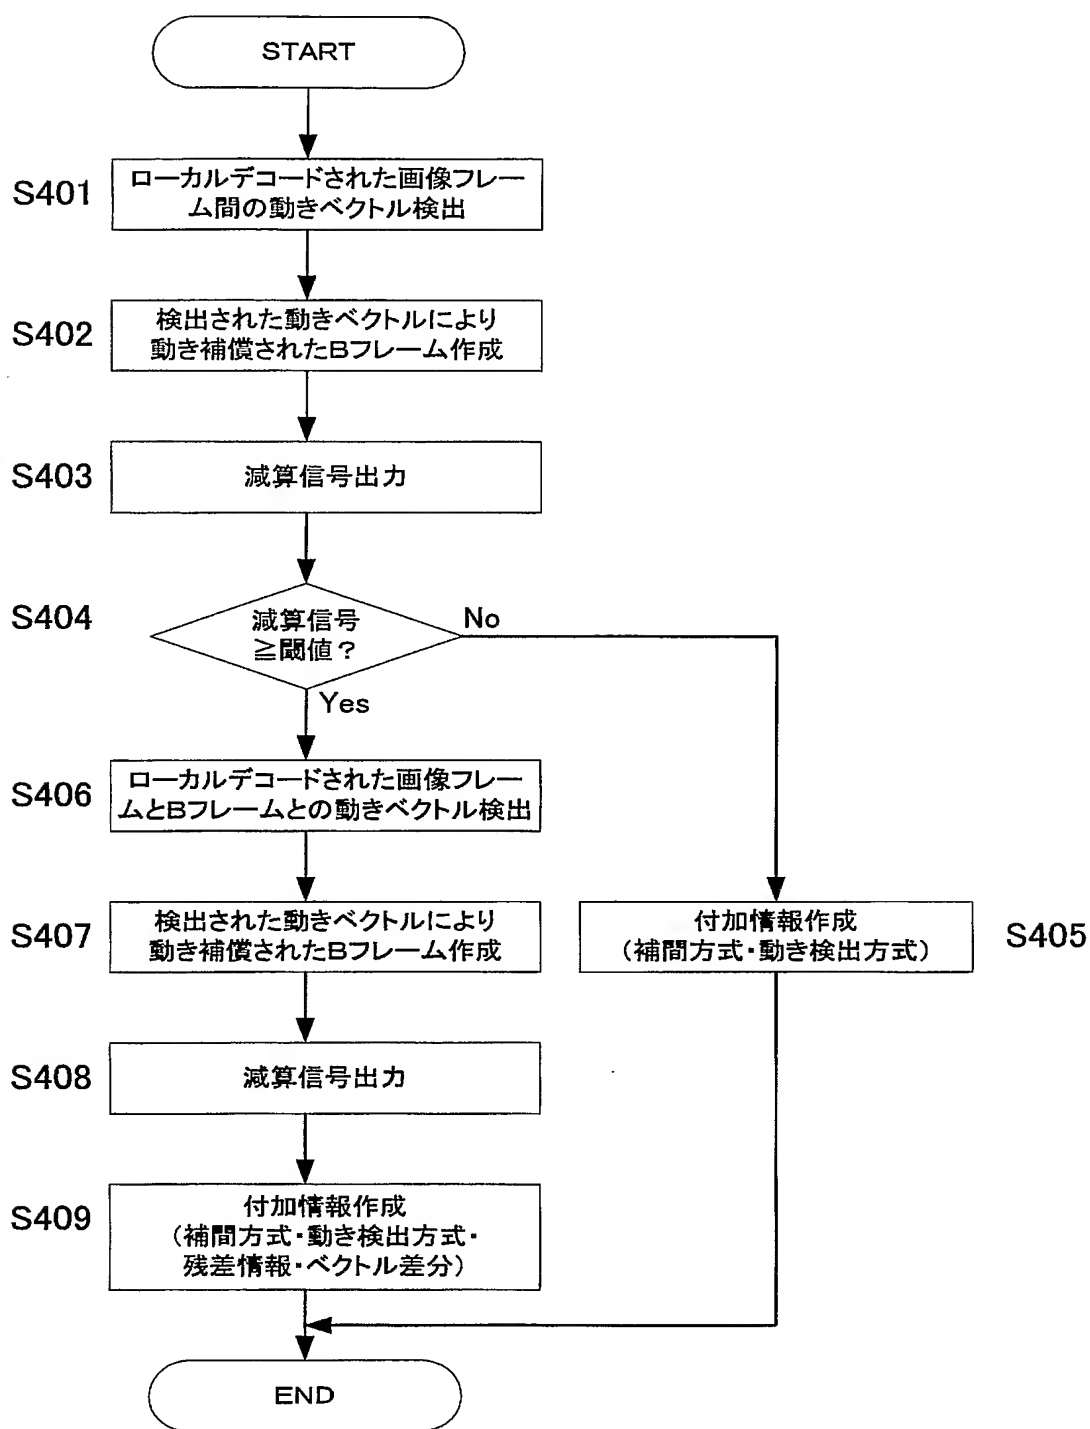 START
S401
ローカルデコードされた画像フレー
ム間の動きベクトル検出
S402
検出された動きベクトルにより
動き補償されたBフレーム作成
S403
減算信号出力
S404
減算信号
≧閾値?
No
Yes
S406
ローカルデコードされた画像フレー
ムとBフレームとの動きベクトル検出
S407
検出された動きベクトルにより
動き補償されたBフレーム作成
付加情報作成
(補間方式・動き検出方式)
S405
S408
減算信号出力
S409
付加情報作成
(補間方式・動き検出方式・
残差情報・ベクトル差分)
END